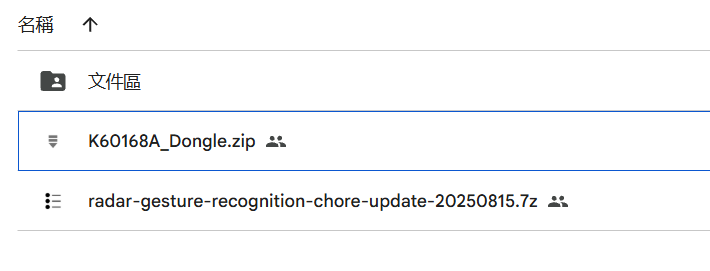 名稱
文件區
K60168A_Dongle.zip
radar-gesture-recognition-chore-update-20250815.7z